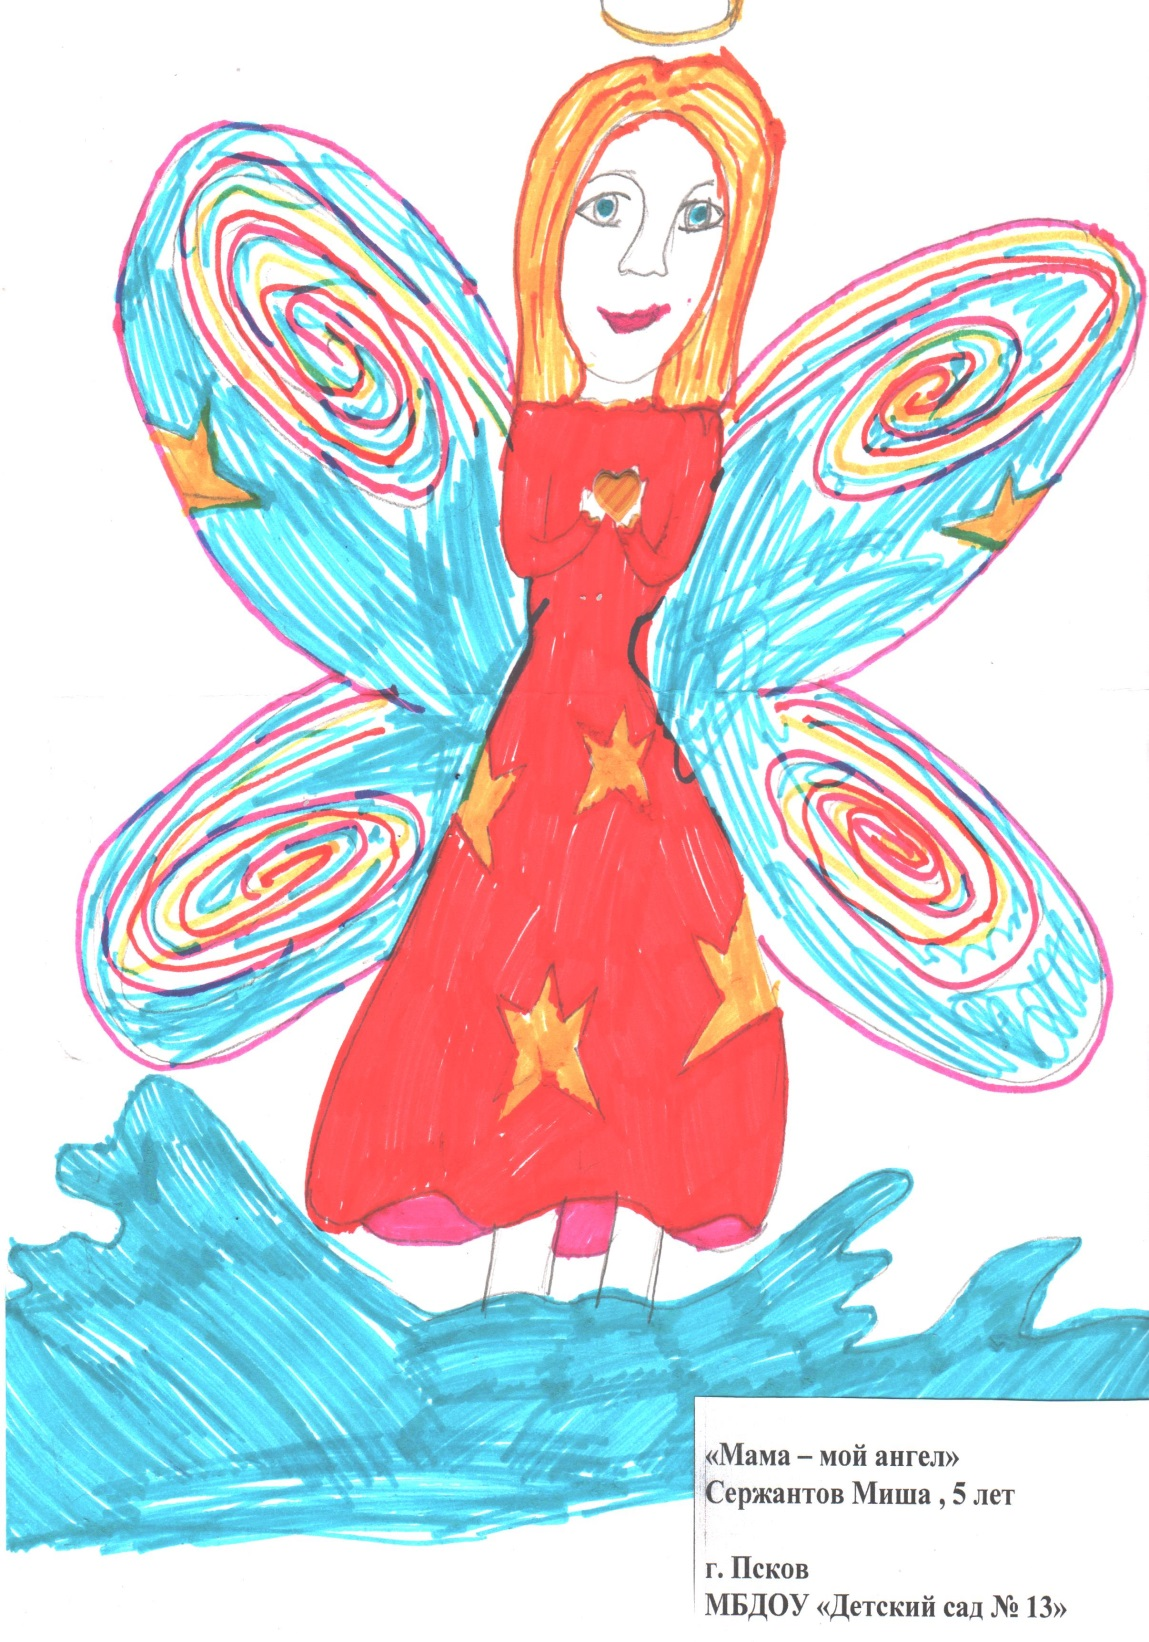 «Мама – мой ангел»
Сержантов Миша , 5 лет
г. Псков
МБДОУ «Детский сад № 13»